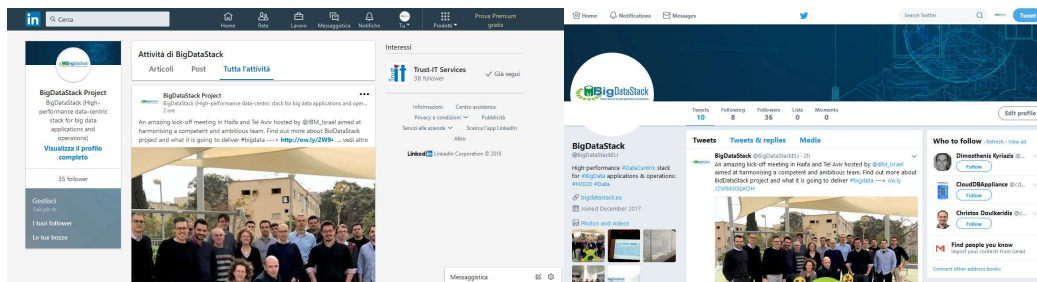 in
Cerca
Home
Rete
Lavoro
Messaggistica
Notifiche
Tu
Prodotti
Prova Premium
gratis
BigDataStack
BigDataStack Project
BigDataStack (High-
performance data-centric
stack for big data
applications and
operations)
Visualizza il profilo
completo
35 follower
Gestisci
I tuoi follower
Le tue bozze
Attività di BigDataStack
Articoli Post Tutta l'attività
BigDataStack Project
BigDataStack (High-performance data-centric stack for big data applications and oper...
2 ore
An amazing kick-off meeting in Haifa and Tel Aviv hosted by @IBM_Israel aimed at
harmonising a competent and ambitious team. Find out more about BidDataStack
project and what it is going to deliver #bigdata ----> http://ow.ly/2W94 ... vedi altro
Interessi
Trust-IT Services
38 follower
Già segui
Informazioni Centro assistenza
Privacy e condizioni Pubblicità
Servizi alle aziende Scarica l'app LinkedIn
Altro
Linked in LinkedIn Corporation © 2018
Messaggistica
Home Notifications Messages
Search Twitter
Tweet
BigDataStack
Tweets Following Followers Lists Moments
10 8 36 0 0
Edit profile
BigDataStack
@BigDataStackEU
High-performance #DataCentric stack
for #BigData applications & operations:
#H2020 #Data
bigdatastack.eu
Joined December 2017
Photos and videos
Tweets Tweets & replies Media
BigDataStack @BigDataStackEU · 2h
An amazing kick-off meeting in Haifa and Tel Aviv hosted by @IBM_Israel
aimed at harmonising a competent and ambitious team. Find out more about
BidDataStack project and what it is going to deliver #bigdata ---> ow.ly
/2W9430ipKOH
Who to follow · Refresh · View all
Dimosthenis Kyriazis @...
Follow
CloudDBAppliance @cd...
Follow
Christos Doulkeridis @c...
Follow
Find people you know
Import your contacts from Gmail
Connect other address books